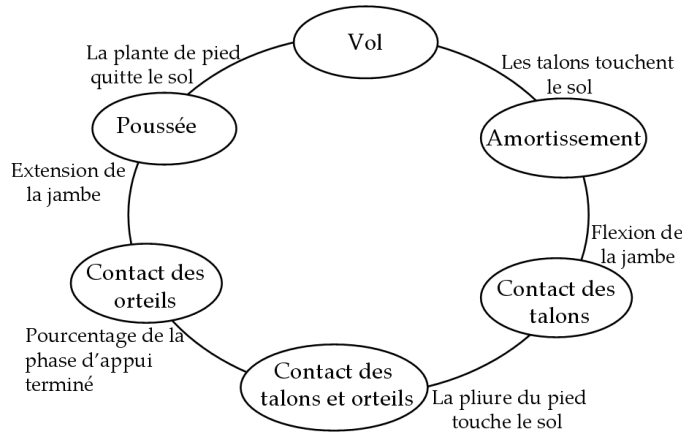 Vol
Les talons touchent
le sol
Amortissement
Flexion de
la jambe
Contact des
talons
La pliure du pied
touche le sol
Contact des
talons et orteils
Pourcentage de la
phase d'appui
terminé
Contact des
orteils
Extension de
la jambe
Poussée
La plante de pied
quitte le sol